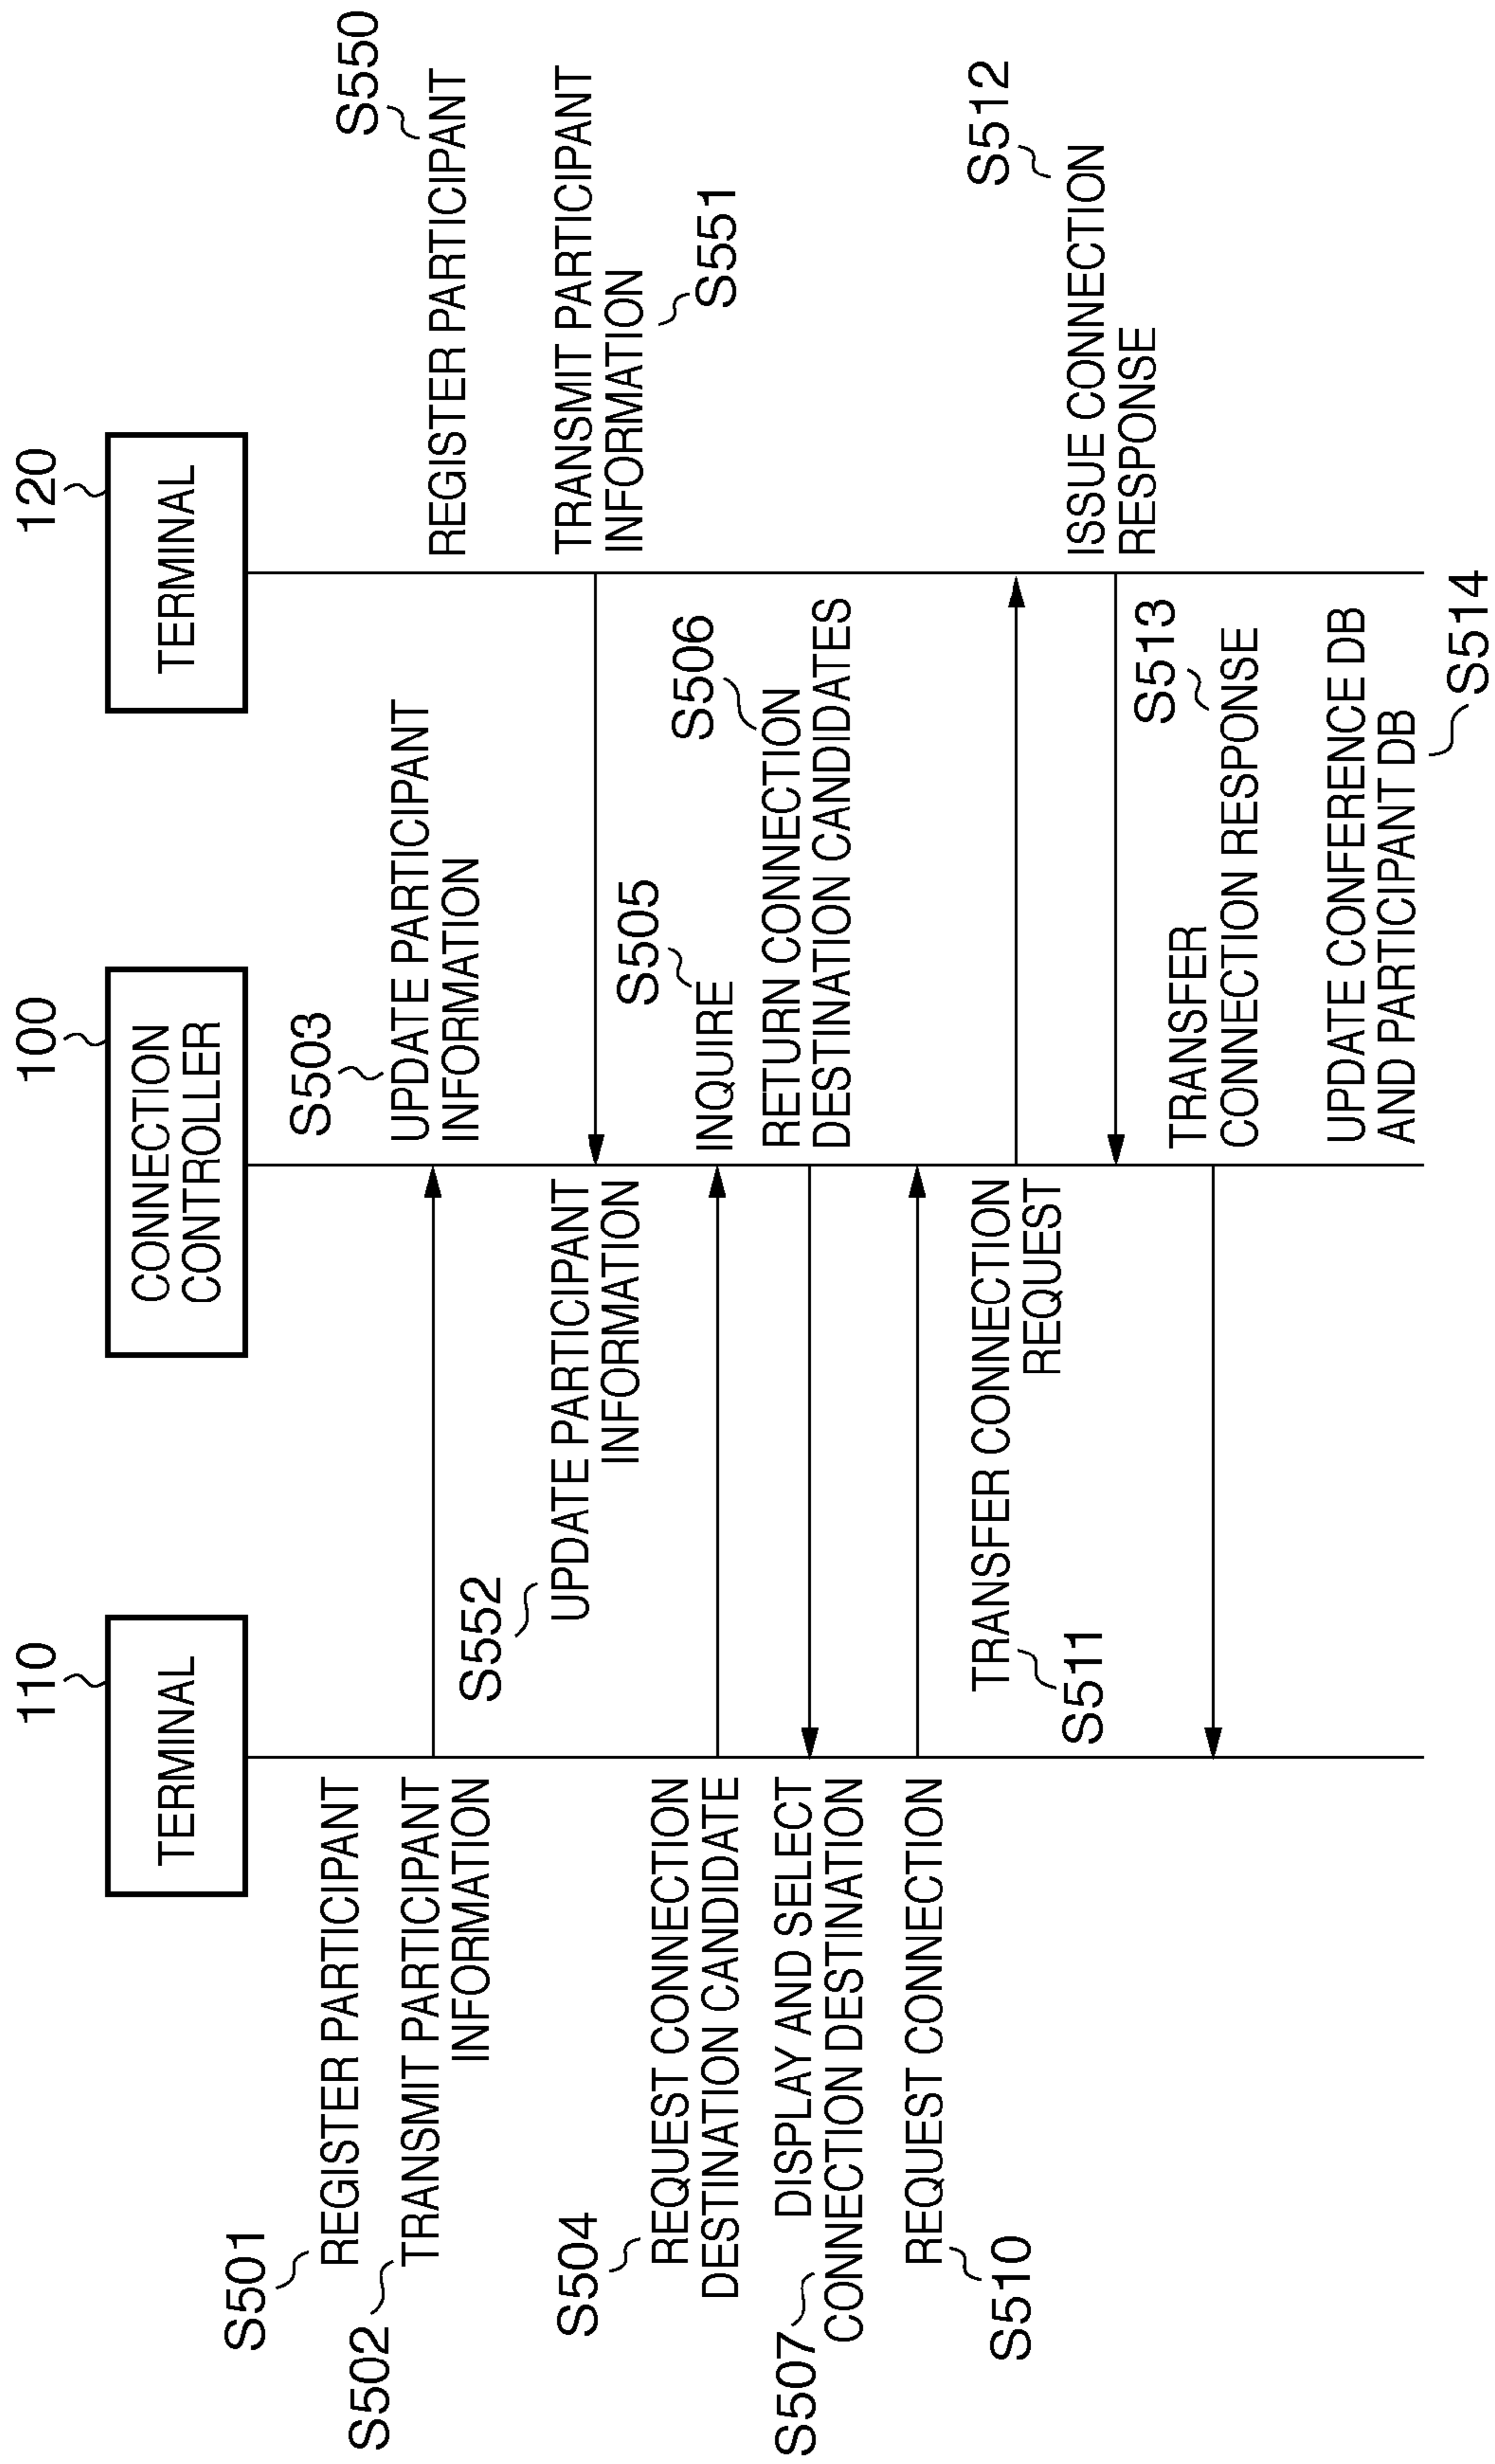 110
TERMINAL
100
CONNECTION
CONTROLLER
120
TERMINAL
S501
REGISTER PARTICIPANT
S502
TRANSMIT PARTICIPANT
INFORMATION
S503
UPDATE PARTICIPANT
INFORMATION
S550
REGISTER PARTICIPANT
TRANSMIT PARTICIPANT
INFORMATION
S551
S552
UPDATE PARTICIPANT
INFORMATION
S504
REQUEST CONNECTION
DESTINATION CANDIDATE
S505
INQUIRE
S506
RETURN CONNECTION
DESTINATION CANDIDATES
S507
DISPLAY AND SELECT
CONNECTION DESTINATION
REQUEST CONNECTION
S510
TRANSFER CONNECTION
REQUEST
S511
S512
ISSUE CONNECTION
RESPONSE
S513
TRANSFER
CONNECTION RESPONSE
UPDATE CONFERENCE DB
AND PARTICIPANT DB
S514